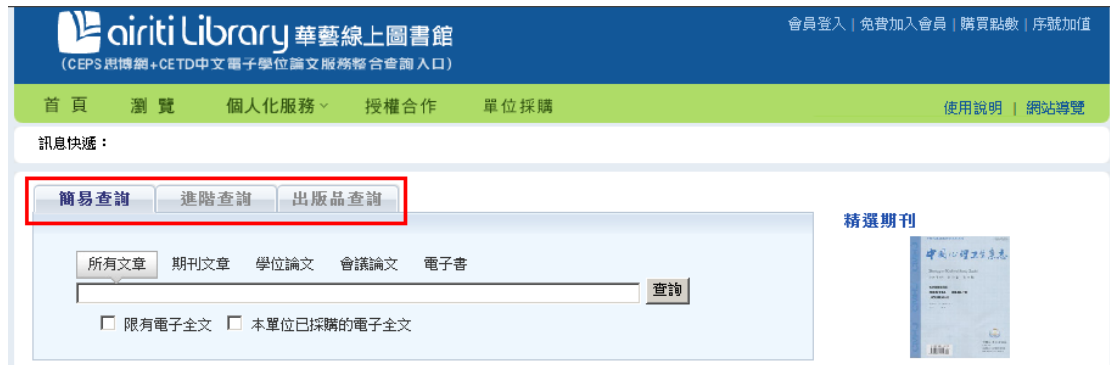 airiti Library 華藝線上圖書館
(CEPS思博網+CETD中文電子學位論文服務整合查詢入口)
會員登入 | 免費加入會員 | 購買點數 | 序號加值
首 頁 瀏 覽 個人化服務 授權合作 單位採購
使用說明 | 網站導覽
訊息快遞：
簡易查詢 進階查詢 出版品查詢
精選期刊
所有文章 期刊文章 學位論文 會議論文 電子書
查詢
限有電子全文 本單位已採購的電子全文
中国心理卫生杂志